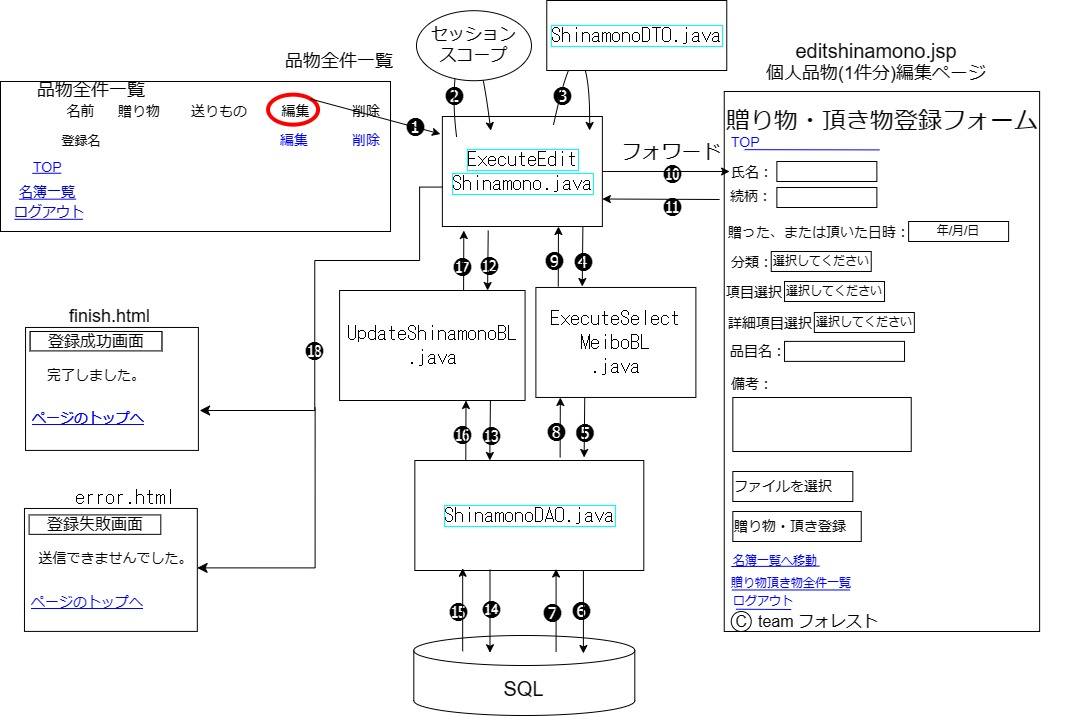 セッション
スコープ
ShinamonoDTO.java
editshinamono.jsp
個人品物(1件分)編集ページ
品物全件一覧
品物全件一覧
名前 贈り物 送りもの 編集 削除
登録名 編集 削除
TOP
名簿一覧
ログアウト
❶
❷
❸
ExecuteEdit
Shinamono.java
フォワード
❿
⓫
⓱
⓬
❾
❹
UpdateShinamonoBL
.java
ExecuteSelect
MeiboBL
.java
⓲
⓰
⓭
❽
❺
ShinamonoDAO.java
⓯
⓮
❼
❻
SQL
finish.html
登録成功画面
完了しました。
ページのトップへ
error.html
登録失敗画面
送信できませんでした。
ページのトップへ
贈り物・頂き物登録フォーム
TOP
氏名：
続柄：
贈った、または頂いた日時： 年/月/日
分類： 選択してください
項目選択 選択してください
詳細項目選択 選択してください
品目名：
備考：
ファイルを選択
贈り物・頂き登録
名簿一覧へ移動
贈り物頂き物全件一覧
ログアウト
Ⓒ team フォレスト